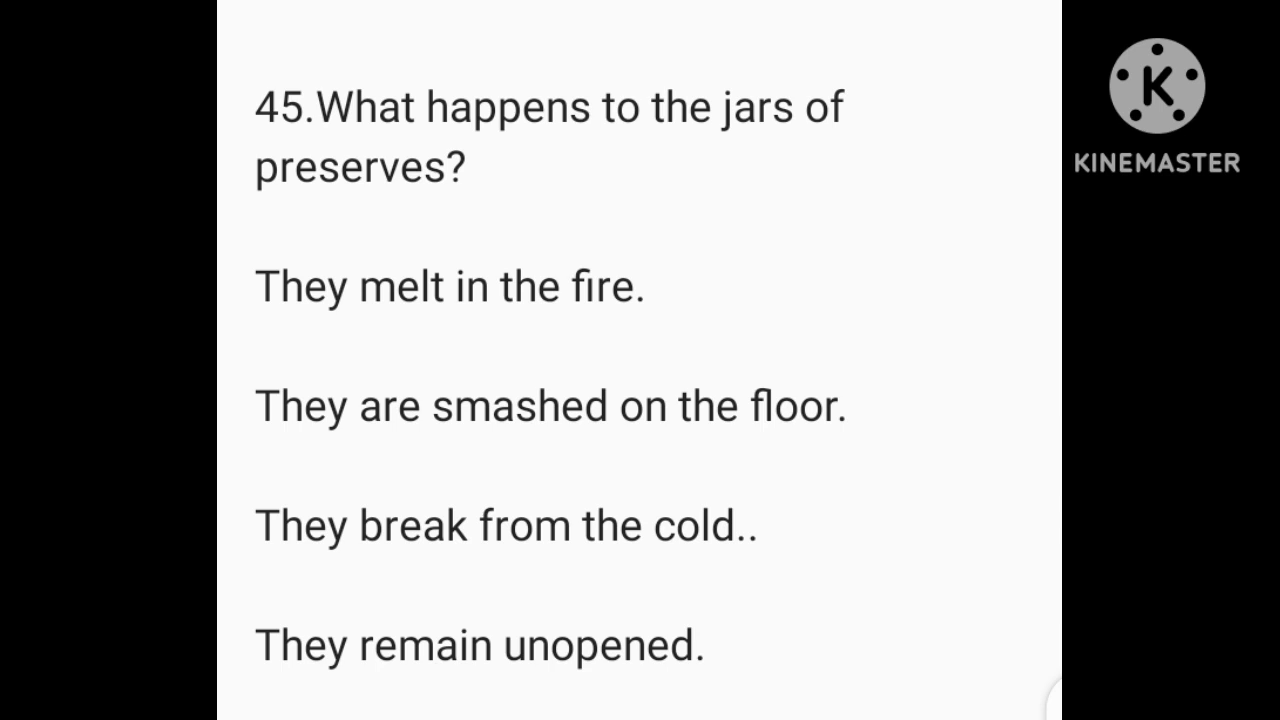 45.What happens to the jars of
preserves?
They melt in the fire.
They are smashed on the floor.
They break from the cold..
They remain unopened.
K
KINEMASTER